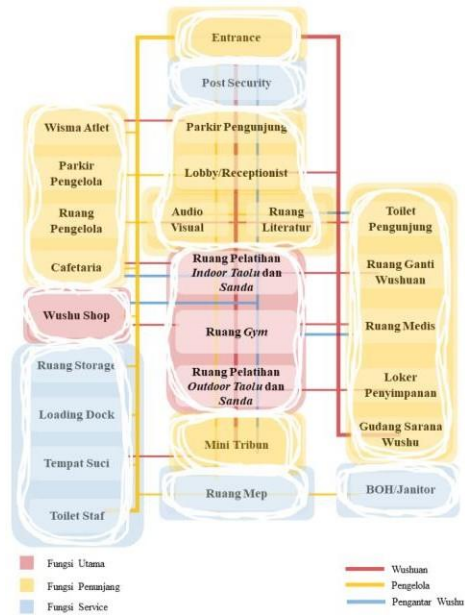 Entrance
Post Security
Wisma Atlet
Parkir
Pengelola
Ruang
Pengelola
Cafetaria
Wushu Shop
Ruang Storage
Loading Dock
Tempat Suci
Toilet Staf
Parkir Pengunjung
Lobby/Receptionist
Audio
Visual
Ruang
Literatur
Ruang Pelatihan
Indoor Taolu dan
Sanda
Ruang Gym
Ruang Pelatihan
Outdoor Taolu dan
Sanda
Mini Tribun
Ruang Mep
Toilet
Pengunjung
Ruang Ganti
Wushuan
Ruang Medis
Loker
Penyimpanan
Gudang Sarana
Wushu
BOH/Janitor
Fungsi Utama
Fungsi Penunjang
Fungsi Service
Wushuan
Pengelola
Pengantar Wushu